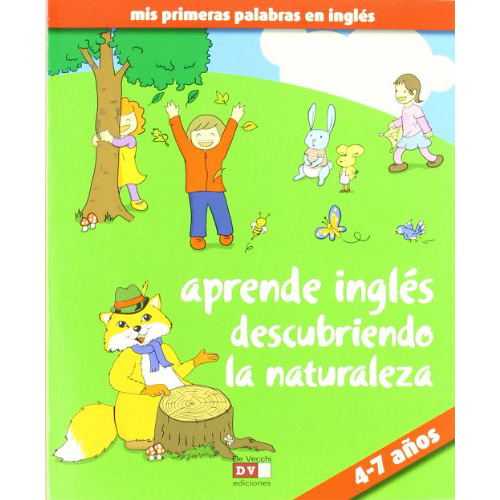 mis primeras palabras en inglés
aprende inglés
descubriendo
la naturaleza
4-7 años
De Vecchi
DV
ediciones